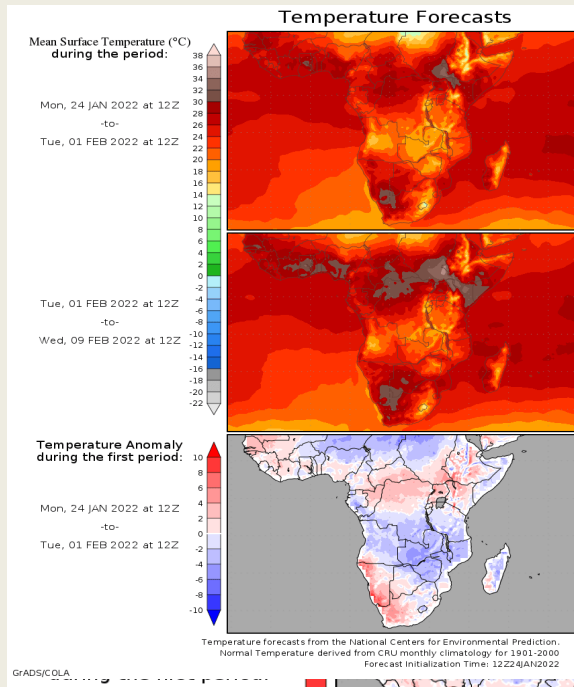 Temperature Forecasts
Mean Surface Temperature (°C)
during the period:
38
36
34
32
30
28
26
24
22
20
18
16
14
12
10
8
6
4
2
0
-2
-4
-6
-8
-10
-12
-14
-16
-18
-20
-22
Mon, 24 JAN 2022 at 12Z
-to-
Tue, 01 FEB 2022 at 12Z
Tue, 01 FEB 2022 at 12Z
-to-
Wed, 09 FEB 2022 at 12Z
Temperature Anomaly
during the first period:
10
8
6
4
2
0
-2
-4
-6
-8
-10
Mon, 24 JAN 2022 at 12Z
-to-
Tue, 01 FEB 2022 at 12Z
Temperature forecasts from the National Centers for Environmental Prediction.
Normal Temperature derived from CRU monthly climatology for 1901-2000
Forecast Initialization Time: 12Z24JAN2022
GrADS/COLA
during the first period: